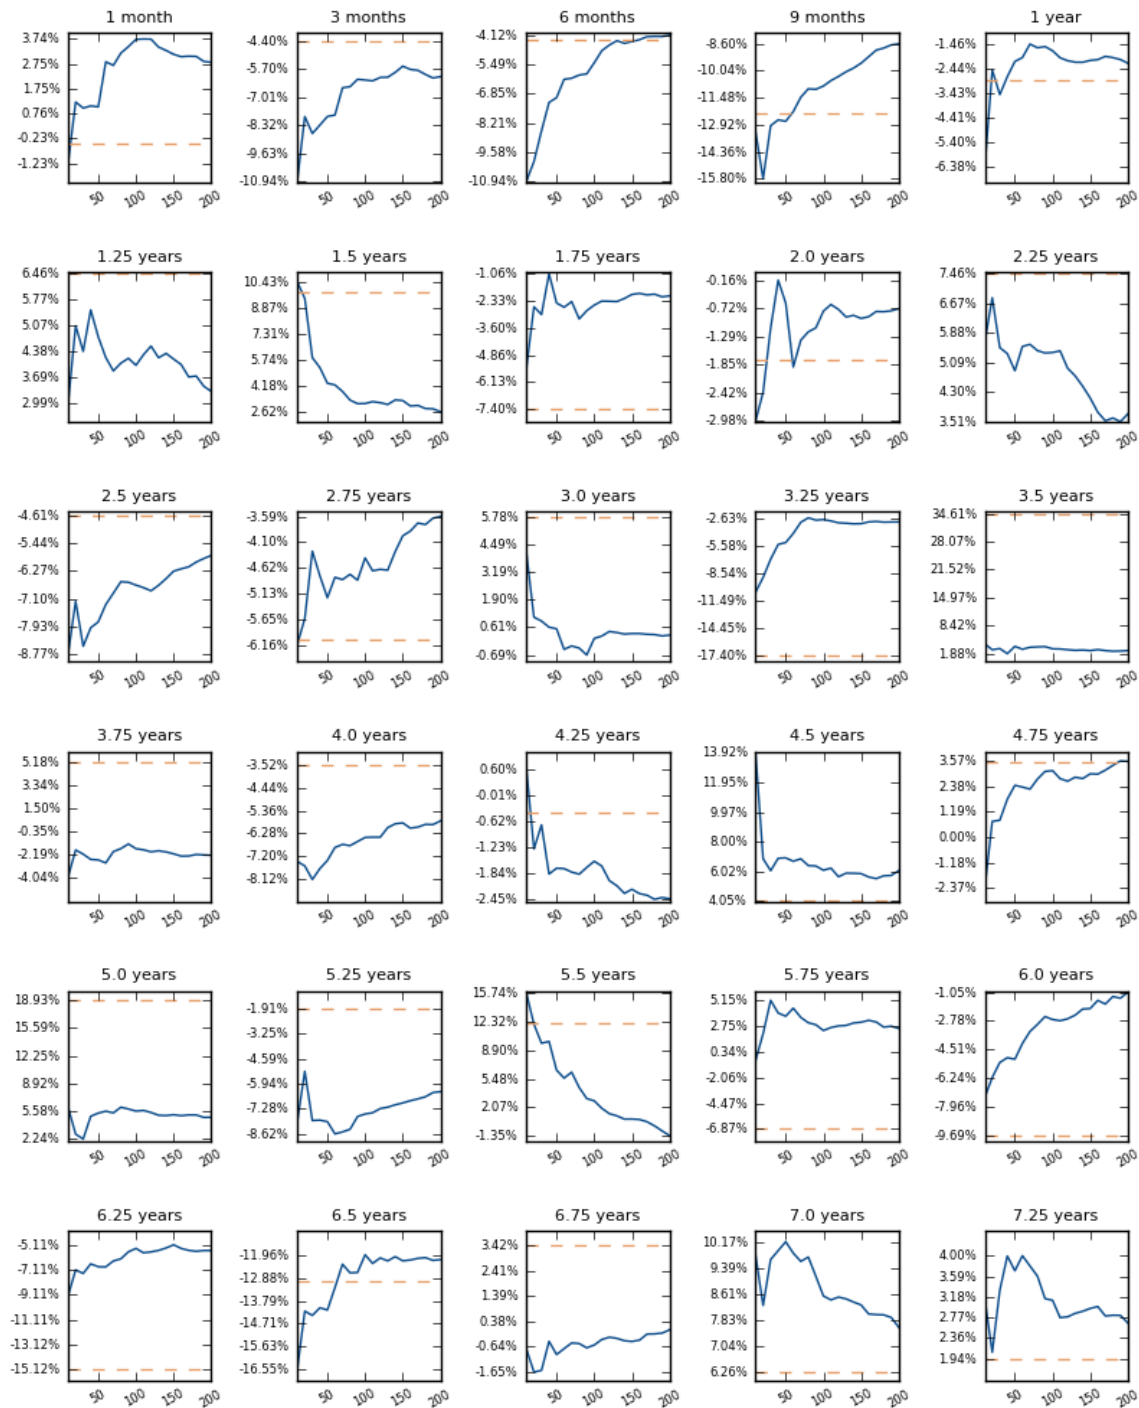 1 month 3 months 6 months 9 months 1 year
3.74% 2.75% 1.75% 0.76% -0.23% -1.23%
-4.40% -5.70% -7.01% -8.32% -9.63% -10.94%
-4.12% -5.49% -6.85% -8.21% -9.58% -10.94%
-8.60% -10.04% -11.48% -12.92% -14.36% -15.80%
-1.46% -2.44% -3.43% -4.41% -5.40% -6.38%
50 100 150 200 50 100 150 200 50 100 150 200 50 100 150 200 50 100 150 200
1.25 years 1.5 years 1.75 years 2.0 years 2.25 years
6.46% 5.77% 5.07% 4.38% 3.69% 2.99%
10.43% 8.87% 7.31% 5.74% 4.18% 2.62%
-1.06% -2.33% -3.60% -4.86% -6.13% -7.40%
-0.16% -0.72% -1.29% -1.85% -2.42% -2.98%
7.46% 6.67% 5.88% 5.09% 4.30% 3.51%
50 100 150 200 50 100 150 200 50 100 150 200 50 100 150 200 50 100 150 200
2.5 years 2.75 years 3.0 years 3.25 years 3.5 years
-4.61% -5.44% -6.27% -7.10% -7.93% -8.77%
-3.59% -4.10% -4.62% -5.13% -5.65% -6.16%
5.78% 4.49% 3.19% 1.90% 0.61% -0.69%
-2.63% -5.58% -8.54% -11.49% -14.45% -17.40%
34.61% 28.07% 21.52% 14.97% 8.42% 1.88%
50 100 150 200 50 100 150 200 50 100 150 200 50 100 150 200 50 100 150 200
3.75 years 4.0 years 4.25 years 4.5 years 4.75 years
5.18% 3.34% 1.50% -0.35% -2.19% -4.04%
-3.52% -4.44% -5.36% -6.28% -7.20% -8.12%
0.60% -0.01% -0.62% -1.23% -1.84% -2.45%
13.92% 11.95% 9.97% 8.00% 6.02% 4.05%
3.57% 2.38% 1.19% 0.00% -1.18% -2.37%
50 100 150 200 50 100 150 200 50 100 150 200 50 100 150 200 50 100 150 200
5.0 years 5.25 years 5.5 years 5.75 years 6.0 years
18.93% 15.59% 12.25% 8.92% 5.58% 2.24%
-1.91% -3.25% -4.59% -5.94% -7.28% -8.62%
15.74% 12.32% 8.90% 5.48% 2.07% -1.35%
5.15% 2.75% 0.34% -2.06% -4.47% -6.87%
-1.05% -2.78% -4.51% -6.24% -7.96% -9.69%
50 100 150 200 50 100 150 200 50 100 150 200 50 100 150 200 50 100 150 200
6.25 years 6.5 years 6.75 years 7.0 years 7.25 years
-5.11% -7.11% -9.11% -11.11% -13.12% -15.12%
-11.96% -12.88% -13.79% -14.71% -15.63% -16.55%
3.42% 2.41% 1.39% 0.38% -0.64% -1.65%
10.17% 9.39% 8.61% 7.83% 7.04% 6.26%
4.00% 3.59% 3.18% 2.77% 2.36% 1.94%
50 100 150 200 50 100 150 200 50 100 150 200 50 100 150 200 50 100 150 200